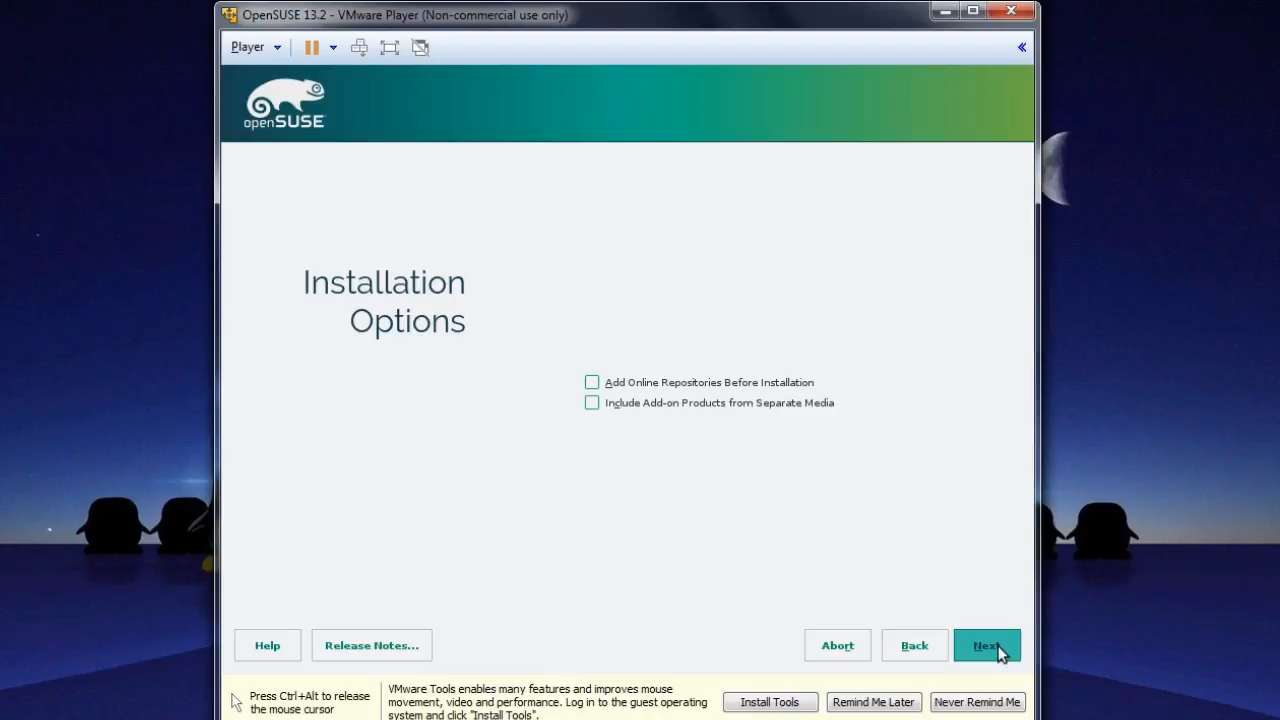 OpenSUSE 13.2 - VMware Player (Non-commercial use only)
Player
openSUSE
Installation
Options
Add Online Repositories Before Installation
Include Add-on Products from Separate Media
Help
Release Notes...
Abort
Back
Next
Press Ctrl+Alt to release
the mouse cursor
VMware Tools enables many features and improves mouse
movement, video and performance. Log in to the guest operating
system and click "Install Tools".
Install Tools
Remind Me Later
Never Remind Me